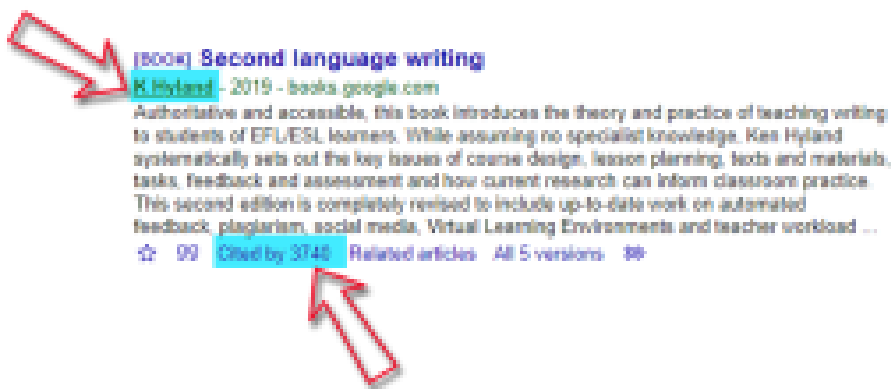 [BOOK] Second language writing
K Hyland - 2019 - books.google.com
Authoritative and accessible, this book introduces the theory and practice of teaching writing
to students of EFL/ESL learners. While assuming no specialist knowledge, Ken Hyland
systematically sets out the key issues of course design, lesson planning, texts and materials,
tasks, feedback and assessment and how current research can inform classroom practice.
This second edition is completely revised to include up-to-date work on automated
feedback, plagiarism, social media, Virtual Learning Environments and teacher workload ...
Cited by 3740 Related articles All 5 versions